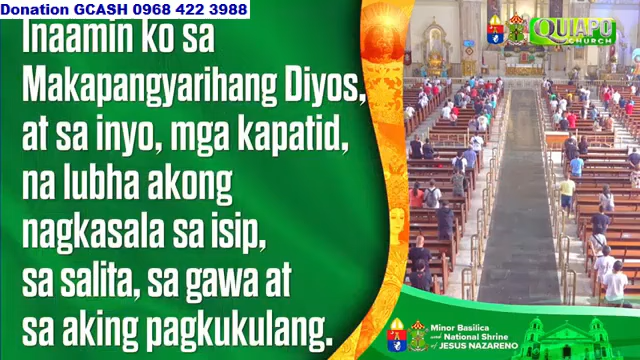 Donation GCASH 0968 422 3988
Inaamin ko sa
Makapangyarihang Diyos,
at sa inyo, mga kapatid,
na lubha akong
nagkasala sa isip,
sa salita, sa gawa at
sa aking pagkukulang.
QUIAPO
CHURCH
Minor Basilica
and National Shrine
of JESUS NAZARENO